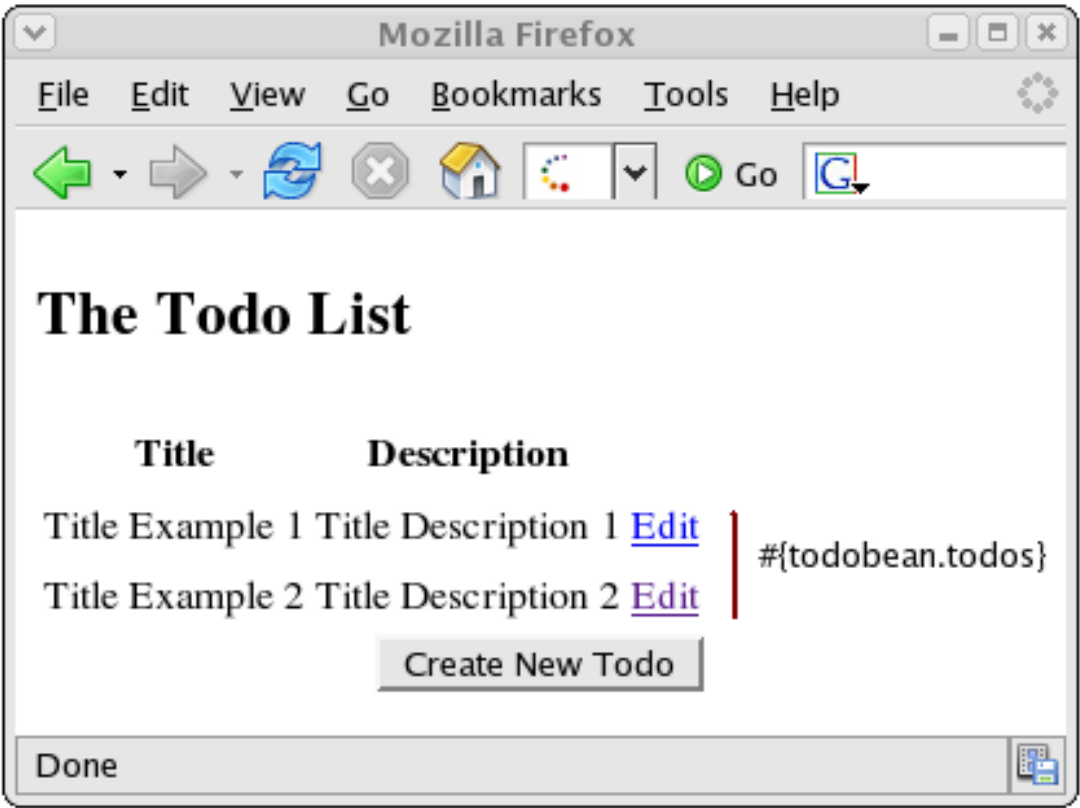 Mozilla Firefox
File Edit View Go Bookmarks Tools Help
Go G
The Todo List
Title Description
Title Example 1 Title Description 1 Edit
#{todobean.todos}
Title Example 2 Title Description 2 Edit
Create New Todo
Done